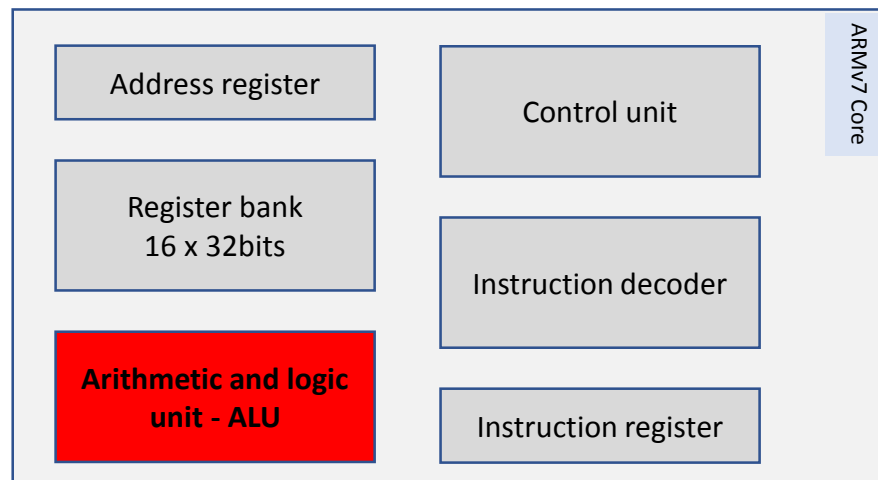 Address register
Control unit
ARMv7 Core
Register bank
16 x 32bits
Instruction decoder
Arithmetic and logic
unit - ALU
Instruction register